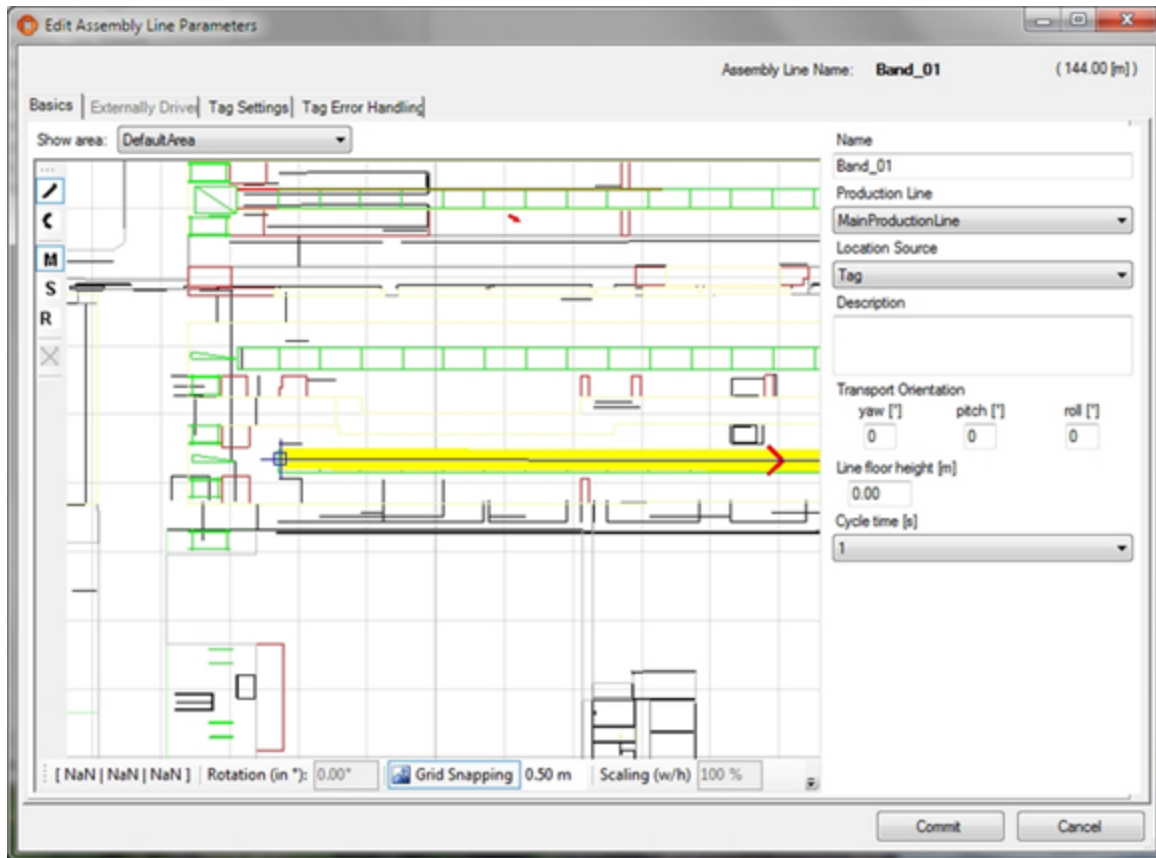 Edit Assembly Line Parameters
Assembly Line Name: Band_01 ( 144.00 [m] )
Basics Externally Driver Tag Settings Tag Error Handling
Show area: DefaultArea
Name
Band_01
Production Line
MainProductionLine
Location Source
Tag
Description
M
S
R
Transport Orientation
yaw [°] pitch [°] roll [°]
0 0 0
Line floor height [m]
0.00
Cycle time [s]
1
[ NaN | NaN | NaN ] Rotation (in °): 0.00° Grid Snapping 0.50 m Scaling (w/h) 100 %
Commit Cancel